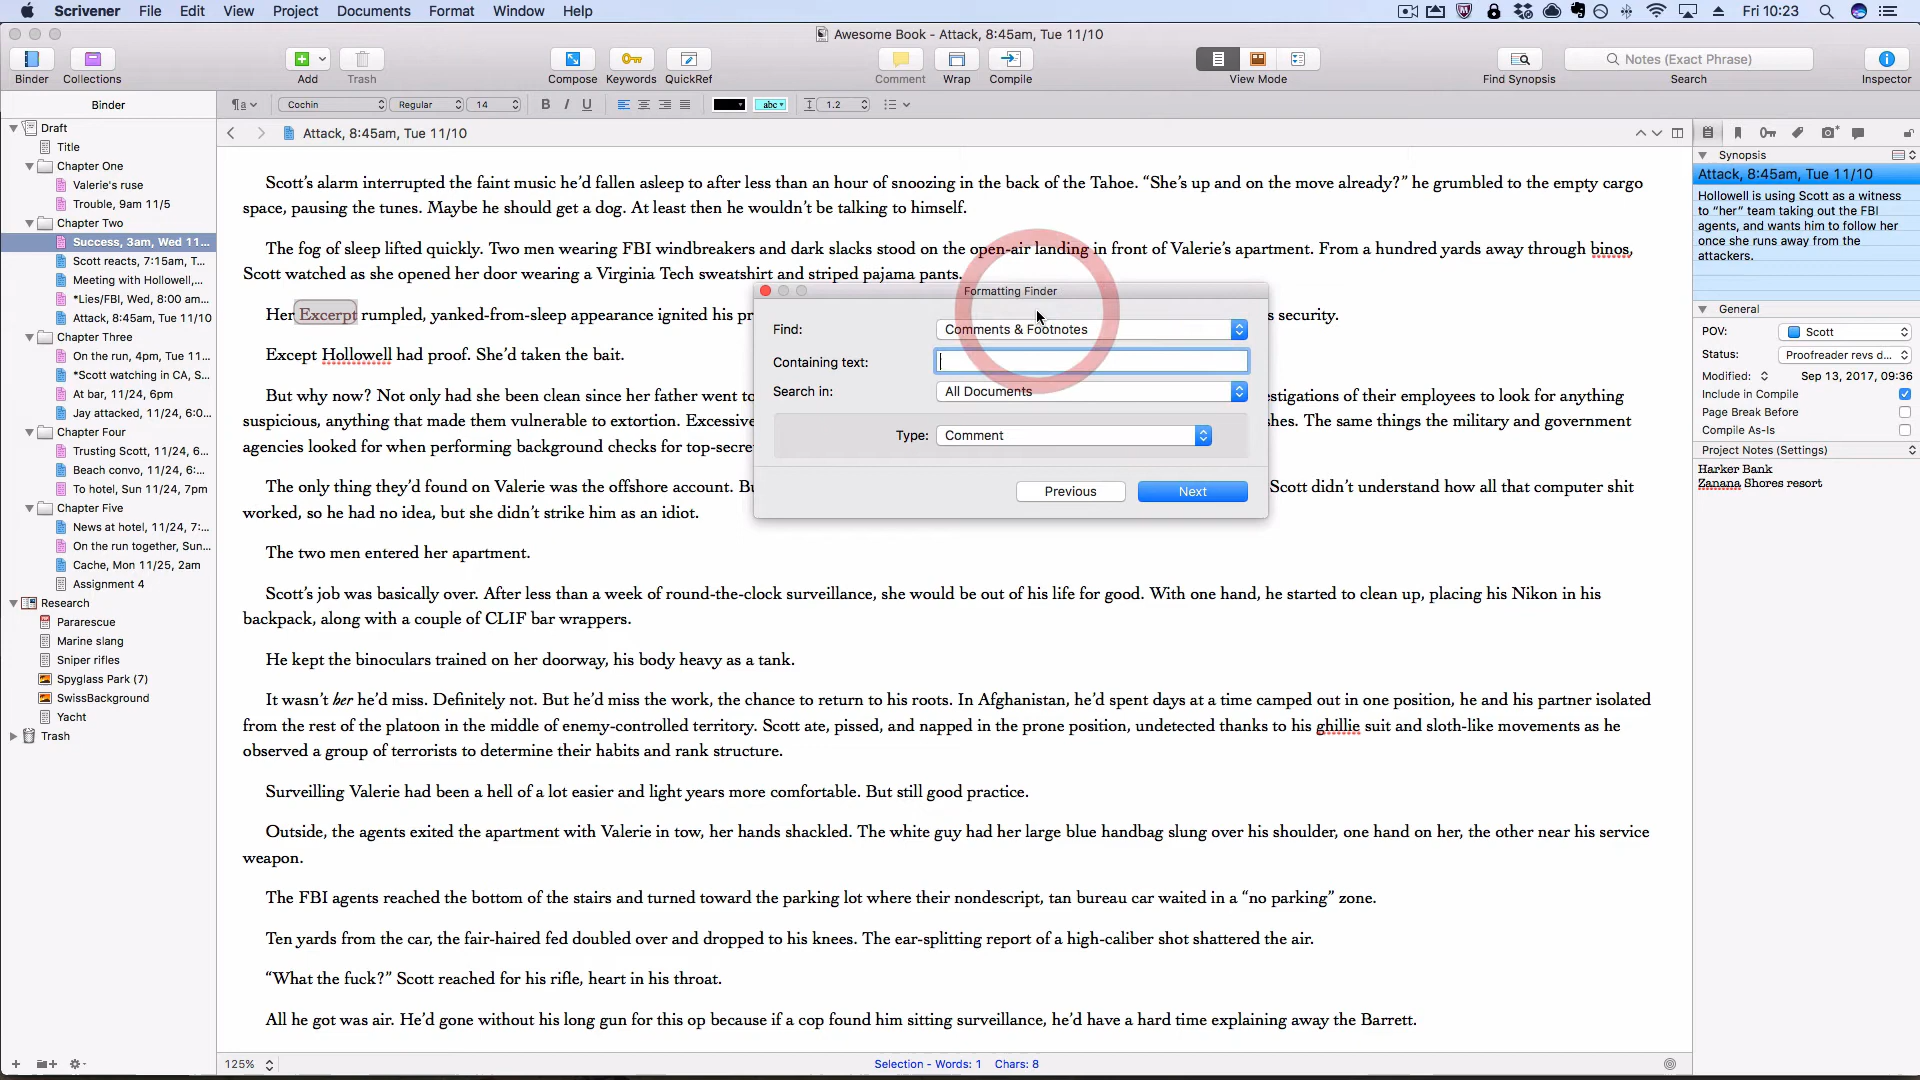 Scrivener File Edit View Project Documents Format Window Help Fri 10:23
Awesome Book - Attack, 8:45am, Tue 11/10
Binder Collections Add Trash Compose Keywords QuickRef Comment Wrap Compile View Mode Find Synopsis Notes (Exact Phrase) Search Inspector
Binder
Cochin Regular 14 B I U abc 1.2
Draft
Title
Chapter One
Valerie's ruse
Trouble, 9am 11/5
Chapter Two
Success, 3am, Wed 11...
Scott reacts, 7:15am, T...
Meeting with Hollowell,...
*Lies/FBI, Wed, 8:00 am...
Attack, 8:45am, Tue 11/10
Chapter Three
On the run, 4pm, Tue 11...
*Scott watching in CA, S...
At bar, 11/24, 6pm
Jay attacked, 11/24, 6:0...
Chapter Four
Trusting Scott, 11/24, 6...
Beach convo, 11/24, 6:...
To hotel, Sun 11/24, 7pm
Chapter Five
News at hotel, 11/24, 7:...
On the run together, Sun...
Cache, Mon 11/25, 2am
Assignment 4
Research
Pararescue
Marine slang
Sniper rifles
Spyglass Park (7)
SwissBackground
Yacht
Trash
Attack, 8:45am, Tue 11/10
Scott’s alarm interrupted the faint music he’d fallen asleep to after less than an hour of snoozing in the back of the Tahoe. “She’s up and on the move already?” he grumbled to the empty cargo
space, pausing the tunes. Maybe he should get a dog. At least then he wouldn’t be talking to himself.
The fog of sleep lifted quickly. Two men wearing FBI windbreakers and dark slacks stood on the open-air landing in front of Valerie’s apartment. From a hundred yards away through binos,
Scott watched as she opened her door wearing a Virginia Tech sweatshirt and striped pajama pants.
Her Excerpt rumpled, yanked-from-sleep appearance ignited his pr s security.
Except Hollowell had proof. She’d taken the bait.
But why now? Not only had she been clean since her father went to estigations of their employees to look for anything
suspicious, anything that made them vulnerable to extortion. Excessive shes. The same things the military and government
agencies looked for when performing background checks for top-secre
The only thing they’d found on Valerie was the offshore account. Bu Scott didn’t understand how all that computer shit
worked, so he had no idea, but she didn’t strike him as an idiot.
The two men entered her apartment.
Scott’s job was basically over. After less than a week of round-the-clock surveillance, she would be out of his life for good. With one hand, he started to clean up, placing his Nikon in his
backpack, along with a couple of CLIF bar wrappers.
He kept the binoculars trained on her doorway, his body heavy as a tank.
It wasn’t her he’d miss. Definitely not. But he’d miss the work, the chance to return to his roots. In Afghanistan, he’d spent days at a time camped out in one position, he and his partner isolated
from the rest of the platoon in the middle of enemy-controlled territory. Scott ate, pissed, and napped in the prone position, undetected thanks to his ghillie suit and sloth-like movements as he
observed a group of terrorists to determine their habits and rank structure.
Surveilling Valerie had been a hell of a lot easier and light years more comfortable. But still good practice.
Outside, the agents exited the apartment with Valerie in tow, her hands shackled. The white guy had her large blue handbag slung over his shoulder, one hand on her, the other near his service
weapon.
The FBI agents reached the bottom of the stairs and turned toward the parking lot where their nondescript, tan bureau car waited in a “no parking” zone.
Ten yards from the car, the fair-haired fed doubled over and dropped to his knees. The ear-splitting report of a high-caliber shot shattered the air.
“What the fuck?” Scott reached for his rifle, heart in his throat.
All he got was air. He’d gone without his long gun for this op because if a cop found him sitting surveillance, he’d have a hard time explaining away the Barrett.
Formatting Finder
Find: Comments & Footnotes
Containing text:
Search in: All Documents
Type: Comment
Previous Next
Synopsis
Attack, 8:45am, Tue 11/10
Hollowell is using Scott as a witness
to “her” team taking out the FBI
agents, and wants him to follow her
once she runs away from the
attackers.
General
POV: Scott
Status: Proofreader revs d...
Modified: Sep 13, 2017, 09:36
Include in Compile
Page Break Before
Compile As-Is
Project Notes (Settings)
Harker Bank
Zanana Shores resort
125% Selection - Words: 1 Chars: 8